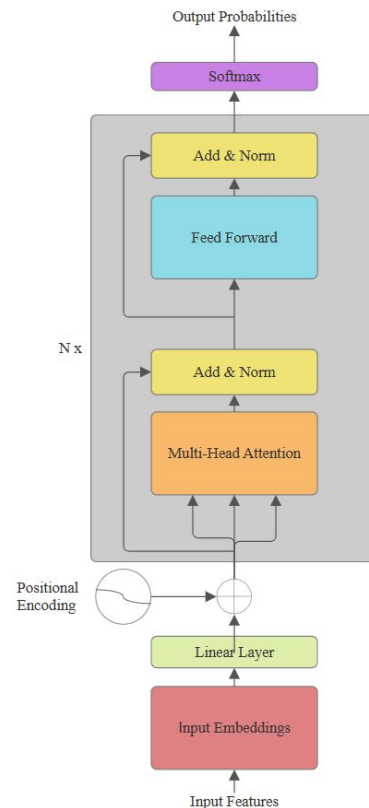 Output Probabilities
Softmax
Add & Norm
Feed Forward
N x
Add & Norm
Multi-Head Attention
Positional
Encoding
Linear Layer
Input Embeddings
Input Features